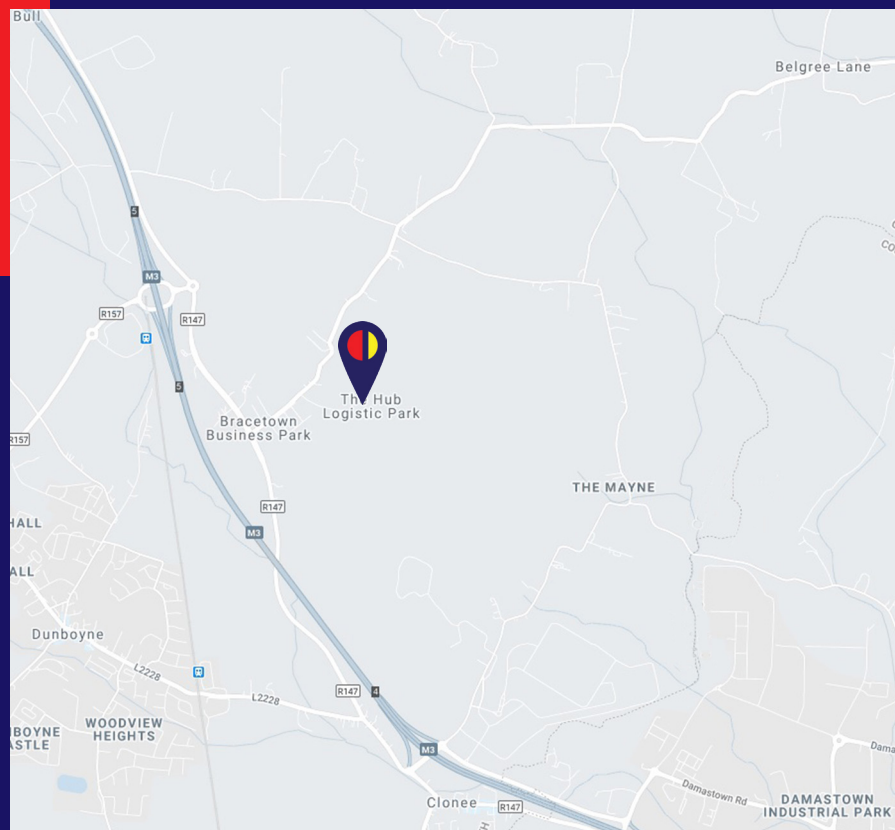 Bull
Belgree Lane
5
M3
R157
R147
5
The Hub
Logistic Park
Bracetown
Business Park
R157
THE MAYNE
R147
HALL
M3
ALL
Dunboyne
L2228
L2228
R147
4
WOODVIEW
HEIGHTS
BOYNE
ASTLE
M3
Dama
Damastown Rd
Clonee
R147
DAMASTOWN
INDUSTRIAL PARK